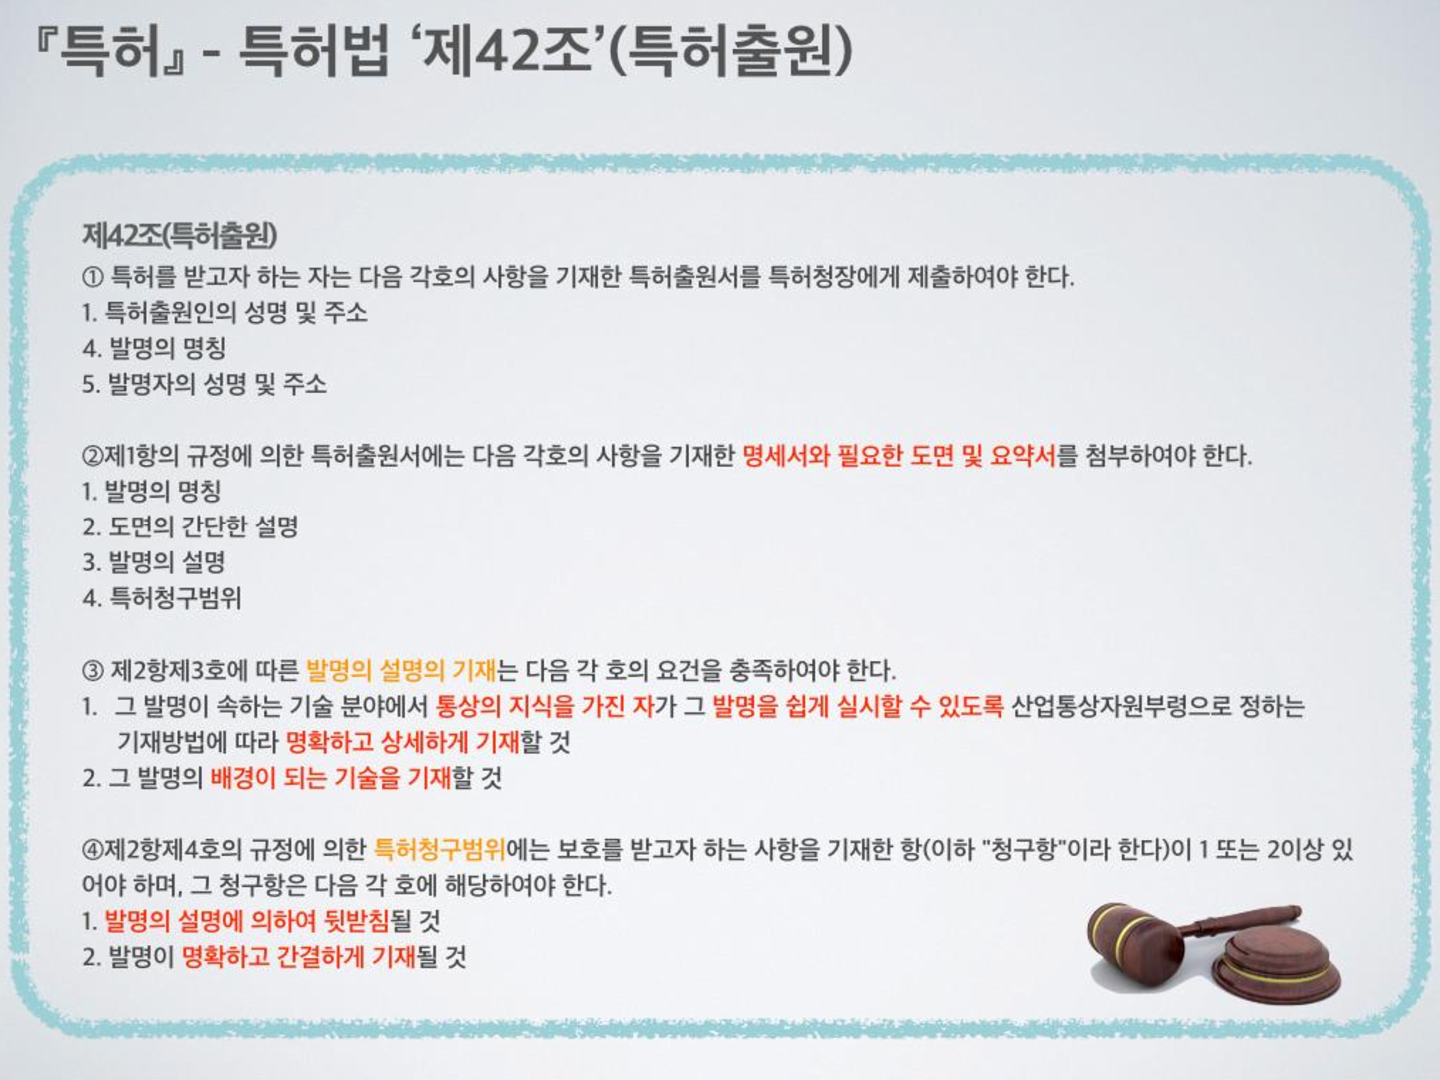 『특허』 - 특허법 ‘제42조’(특허출원)
제42조(특허출원)
① 특허를 받고자 하는 자는 다음 각호의 사항을 기재한 특허출원서를 특허청장에게 제출하여야 한다.
1. 특허출원인의 성명 및 주소
4. 발명의 명칭
5. 발명자의 성명 및 주소
②제1항의 규정에 의한 특허출원서에는 다음 각호의 사항을 기재한 명세서와 필요한 도면 및 요약서를 첨부하여야 한다.
1. 발명의 명칭
2. 도면의 간단한 설명
3. 발명의 설명
4. 특허청구범위
③ 제2항제3호에 따른 발명의 설명의 기재는 다음 각 호의 요건을 충족하여야 한다.
1. 그 발명이 속하는 기술 분야에서 통상의 지식을 가진 자가 그 발명을 쉽게 실시할 수 있도록 산업통상자원부령으로 정하는
기재방법에 따라 명확하고 상세하게 기재할 것
2. 그 발명의 배경이 되는 기술을 기재할 것
④제2항제4호의 규정에 의한 특허청구범위에는 보호를 받고자 하는 사항을 기재한 항(이하 "청구항"이라 한다)이 1 또는 2이상 있
어야 하며, 그 청구항은 다음 각 호에 해당하여야 한다.
1. 발명의 설명에 의하여 뒷받침될 것
2. 발명이 명확하고 간결하게 기재될 것